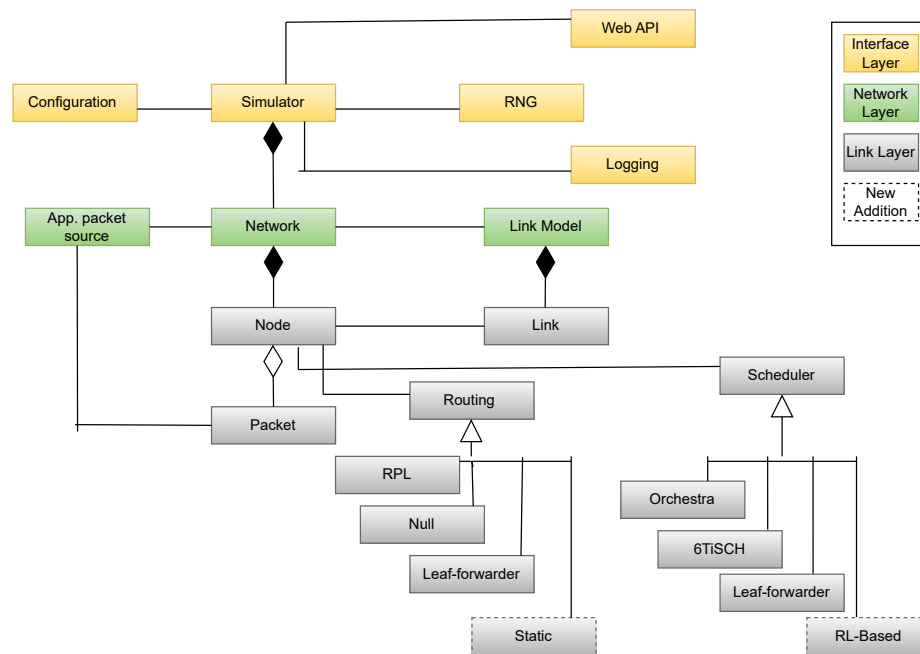 Web API
Interface
Layer
Configuration
Simulator
RNG
Network
Layer
Link Layer
Logging
New
Addition
App. packet
source
Network
Link Model
Node
Link
Scheduler
Routing
Packet
RPL
Orchestra
Null
6TiSCH
Leaf-forwarder
Leaf-forwarder
Static
RL-Based